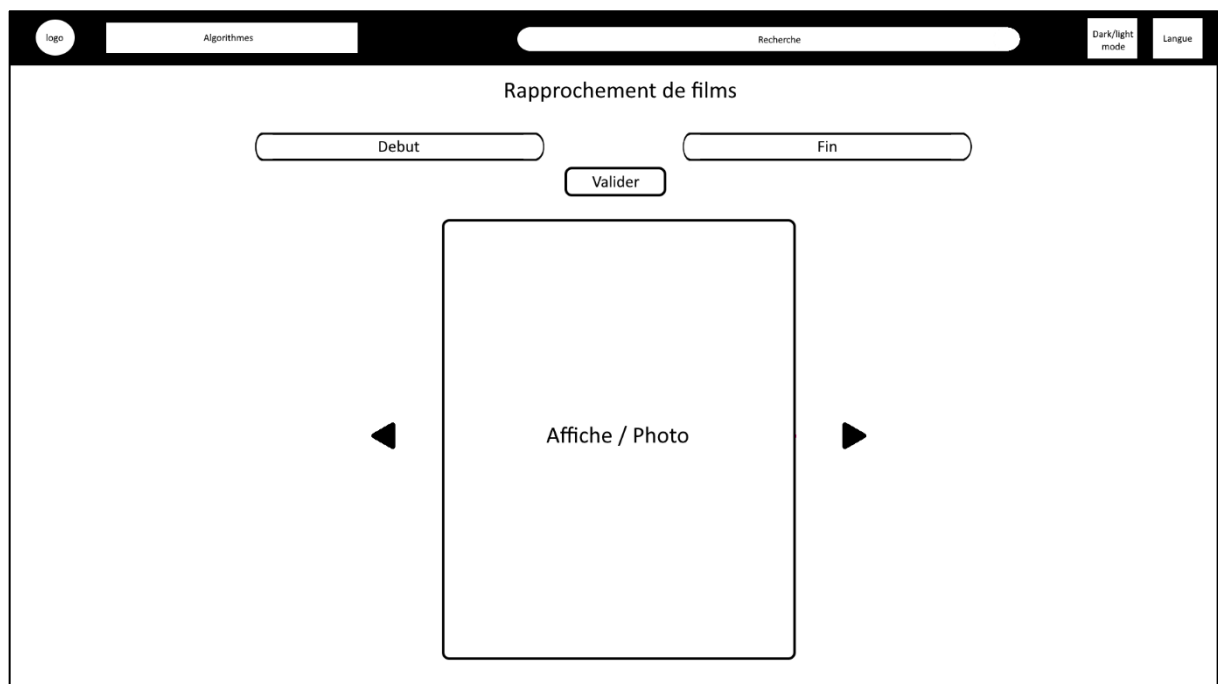 logo
Algorithmes
Recherche
Dark/light
mode
Langue
Rapprochement de films
Debut
Fin
Valider
Affiche / Photo